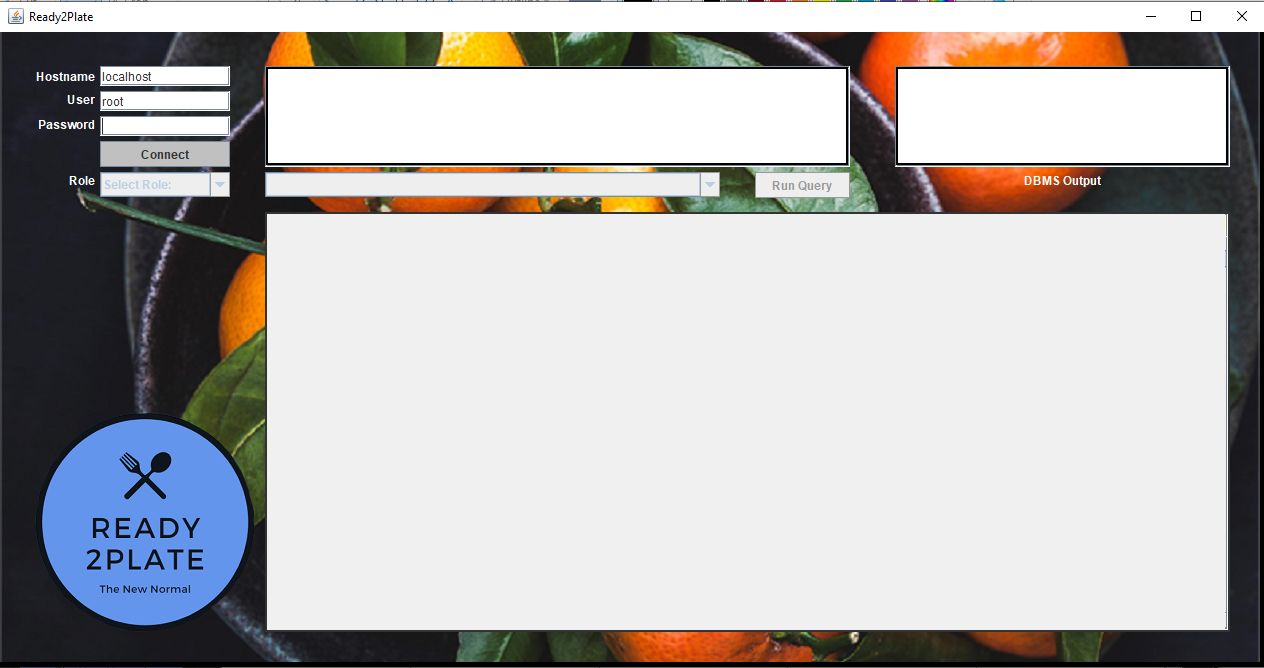 Ready2Plate
Hostname localhost
User root
Password
Connect
Role Select Role:
Run Query
DBMS Output
READY
2PLATE
The New Normal